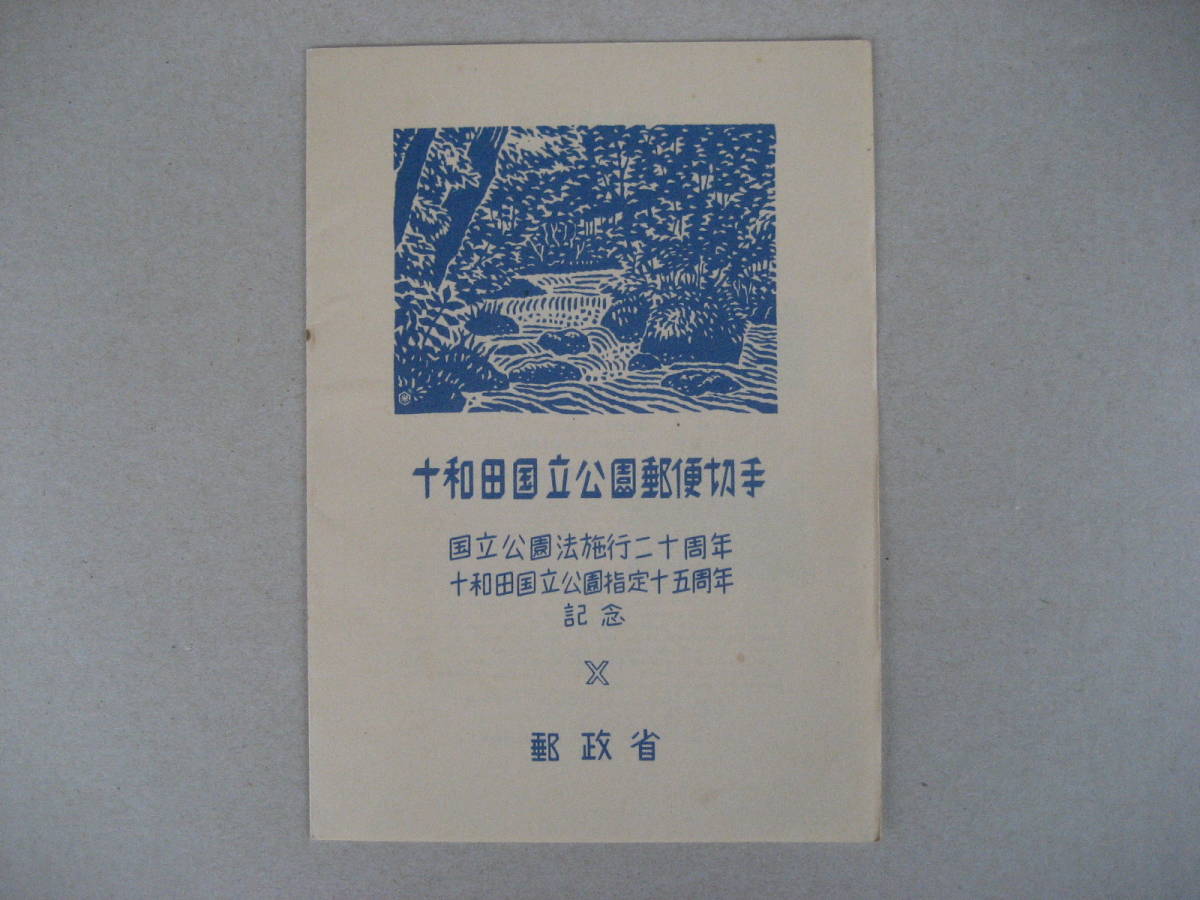 十和田国立公園郵便切手
国立公園法施行二十周年
十和田国立公園指定十五周年
記念
X
郵政省